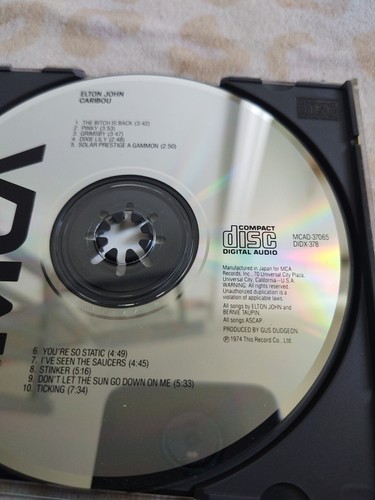 ELTON JOHN
CARIBOU
1. THE BITCH IS BACK (3:42)
2. PINKY (3:53)
3. GRIMSBY (3:47)
4. DIXIE LILY (2:48)
5. SOLAR PRESTIGE A GAMMON (2:50)
COMPACT
disc
DIGITAL AUDIO
MCAD-37065
DIDX-378
Manufactured in Japan for MCA
Records, Inc., 70 Universal City Plaza,
Universal City, California—U.S.A.
WARNING: All rights reserved.
Unauthorized duplication is a
violation of applicable laws.
All songs by ELTON JOHN and
BERNIE TAUPIN.
All songs ASCAP
PRODUCED BY GUS DUDGEON
℗ 1974 This Record Co., Ltd.
6. YOU'RE SO STATIC (4:49)
7. I'VE SEEN THE SAUCERS (4:45)
8. STINKER (5:16)
9. DON'T LET THE SUN GO DOWN ON ME (5:33)
10. TICKING (7:34)